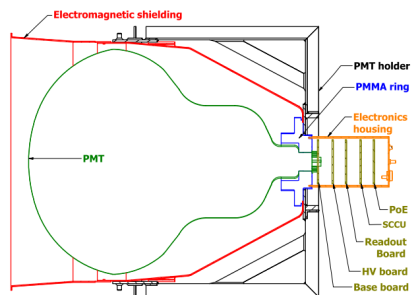 Electromagnetic shielding
PMT holder
PMMA ring
Electronics
housing
PMT
PoE
SCCU
Readout
Board
HV board
Base board